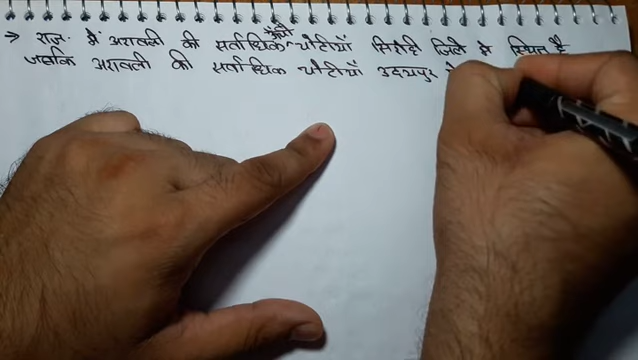 → राज. में अरावली की सर्वाधिक ऊँची चोटीयाँ सिरोही जिले में स्थित है
जबकि अरावली की सर्वाधिक चोटीयाँ उदयपुर